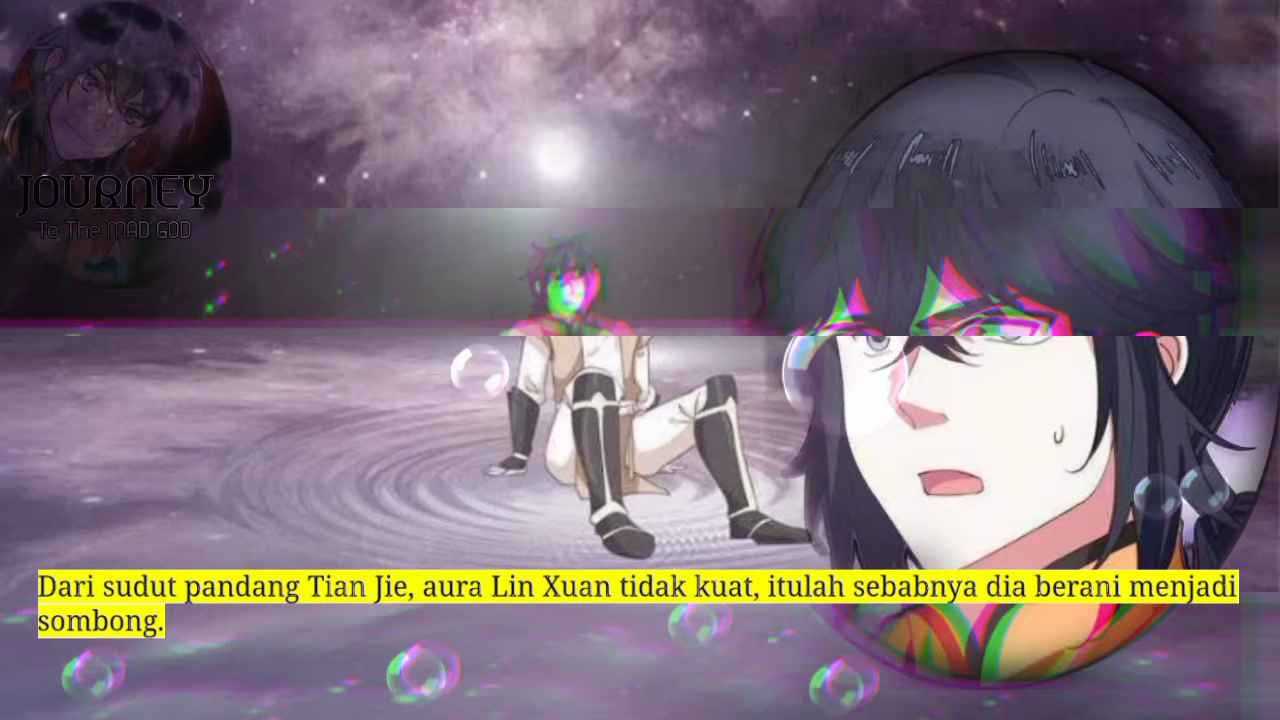 JOURNEY
To The MAD GOD
Dari sudut pandang Tian Jie, aura Lin Xuan tidak kuat, itulah sebabnya dia berani menjadi
sombong.